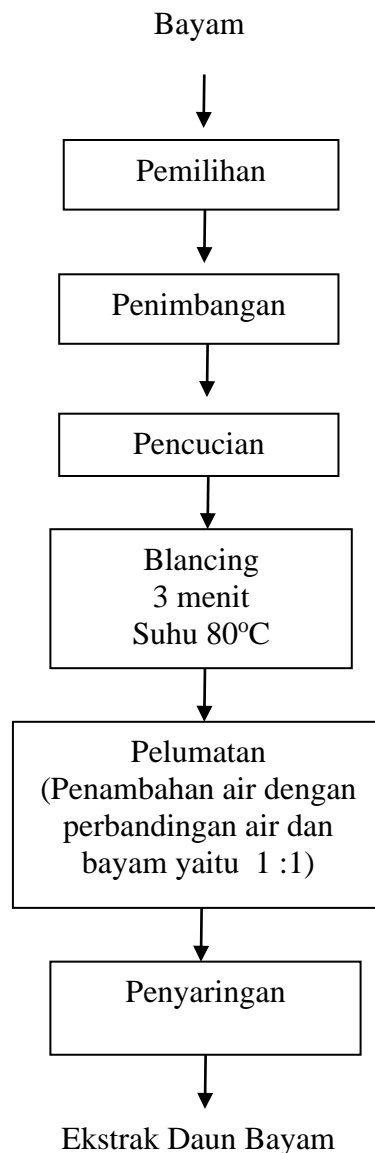 Bayam
Pemilihan
Penimbangan
Pencucian
Blancing
3 menit
Suhu 80°C
Pelumatan
(Penambahan air dengan
perbandingan air dan
bayam yaitu 1 :1)
Penyaringan
Ekstrak Daun Bayam